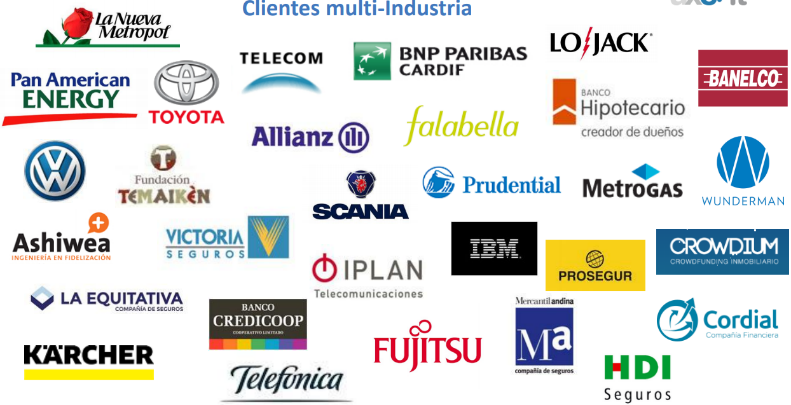 Clientes multi-Industria
La Nueva
Metropol
TELECOM
BNP PARIBAS
CARDIF
LO/JACK
BANELCO
Pan American
ENERGY
TOYOTA
Allianz
falabella
BANCO
Hipotecario
creador de dueños
Fundación
TEMAIKÈN
SCANIA
Prudential
METROGAS
WUNDERMAN
Ashiwea
INGENIERÍA EN FIDELIZACIÓN
VICTORIA
SEGUROS
IPLAN
Telecomunicaciones
IBM
PROSEGUR
CROWDIUM
CROWDFUNDING INMOBILIARIO
LA EQUITATIVA
COMPAÑÍA DE SEGUROS
BANCO
CREDICOOP
COOPERATIVO LIMITADO
FUJITSU
Mercantil andina
Ma
compañía de seguros
Cordial
Compañía Financiera
KÄRCHER
Telefónica
HDI
Seguros